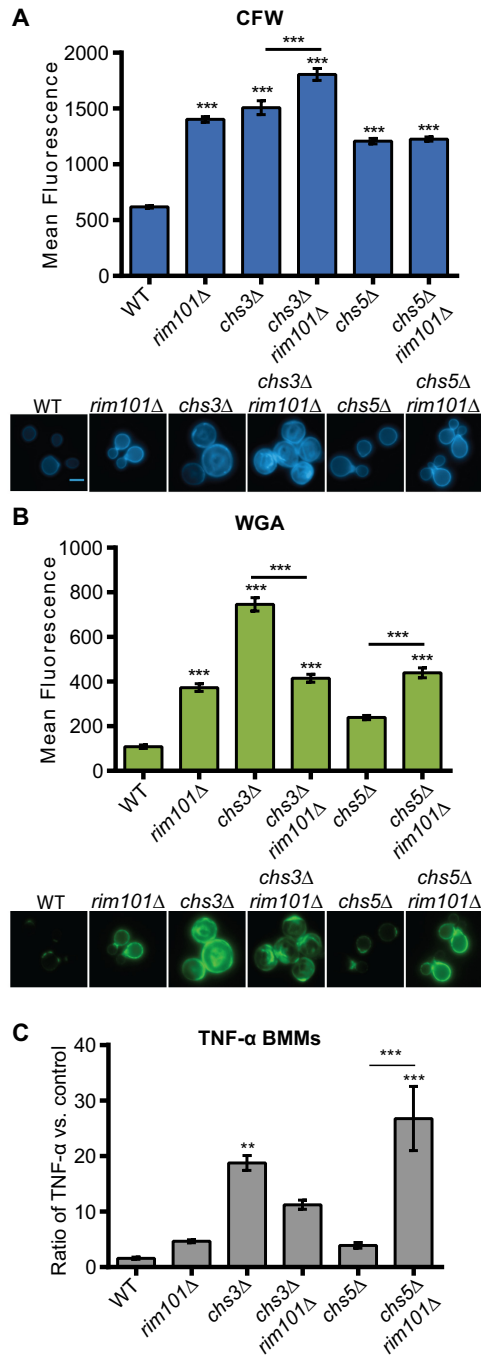 A
CFW
Mean Fluorescence
2000
1500
1000
500
0
***
***
***
***
***
***
WT
rim101Δ
chs3Δ
chs3Δ
rim101Δ
chs5Δ
chs5Δ
rim101Δ
WT
rim101Δ
chs3Δ
chs3Δ
rim101Δ
chs5Δ
chs5Δ
rim101Δ
B
WGA
Mean Fluorescence
1000
800
600
400
200
0
***
***
***
***
***
***
WT
rim101Δ
chs3Δ
chs3Δ
rim101Δ
chs5Δ
chs5Δ
rim101Δ
WT
rim101Δ
chs3Δ
chs3Δ
rim101Δ
chs5Δ
chs5Δ
rim101Δ
C
TNF-α BMMs
Ratio of TNF-α vs. control
40
30
20
10
0
**
***
***
WT
rim101Δ
chs3Δ
chs3Δ
rim101Δ
chs5Δ
chs5Δ
rim101Δ